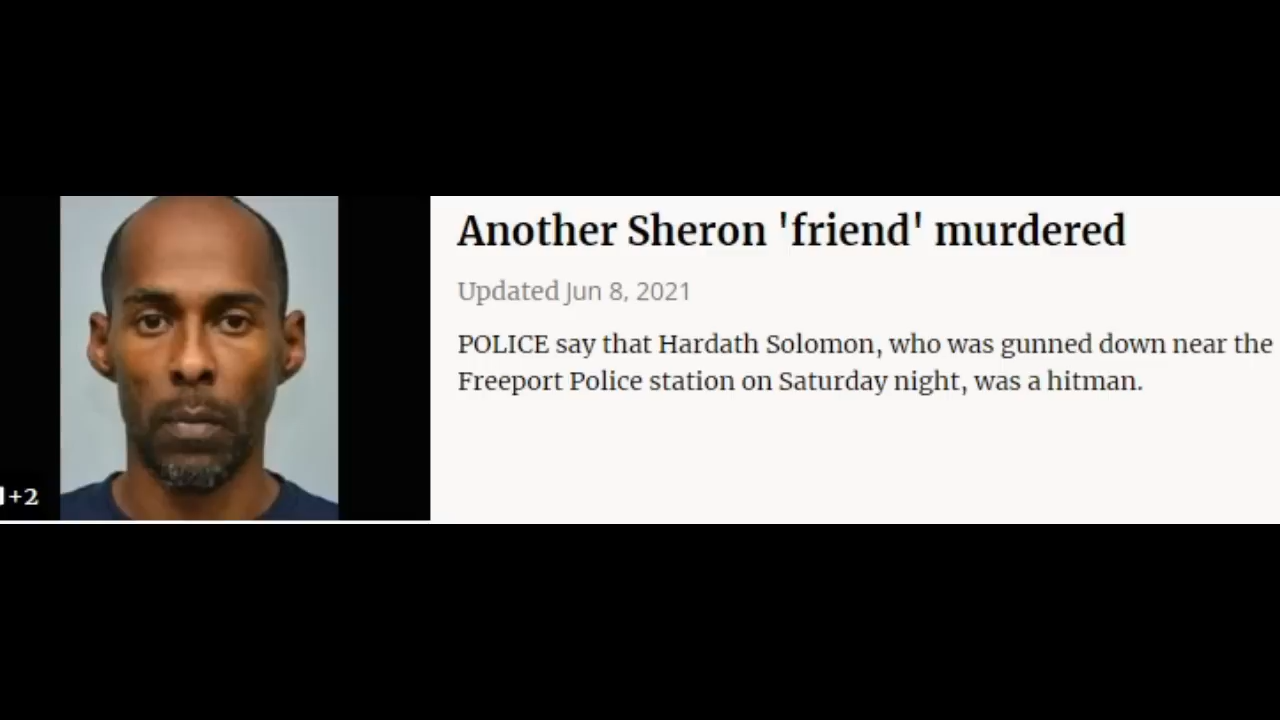 Another Sheron 'friend' murdered
Updated Jun 8, 2021
POLICE say that Hardath Solomon, who was gunned down near the
Freeport Police station on Saturday night, was a hitman.
+2